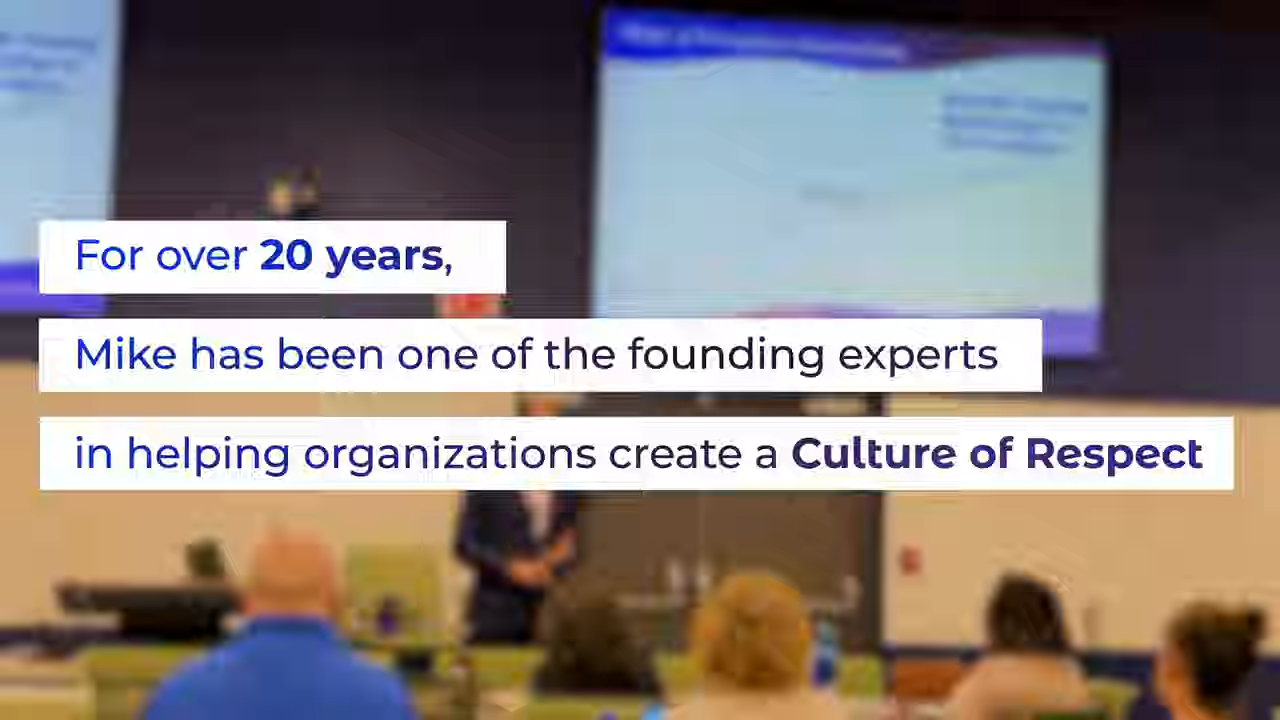 For over 20 years,
Mike has been one of the founding experts
in helping organizations create a Culture of Respect